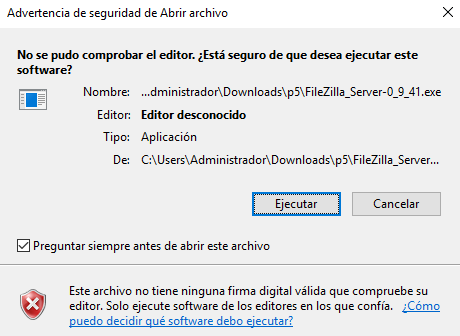 Advertencia de seguridad de Abrir archivo
No se pudo comprobar el editor. ¿Está seguro de que desea ejecutar este
software?
Nombre: ...dministrador\Downloads\p5\FileZilla_Server-0_9_41.exe
Editor: Editor desconocido
Tipo: Aplicación
De: C:\Users\Administrador\Downloads\p5\FileZilla_Server...
Ejecutar Cancelar
Preguntar siempre antes de abrir este archivo
Este archivo no tiene ninguna firma digital válida que compruebe su
editor. Solo ejecute software de los editores en los que confía. ¿Cómo
puedo decidir qué software debo ejecutar?